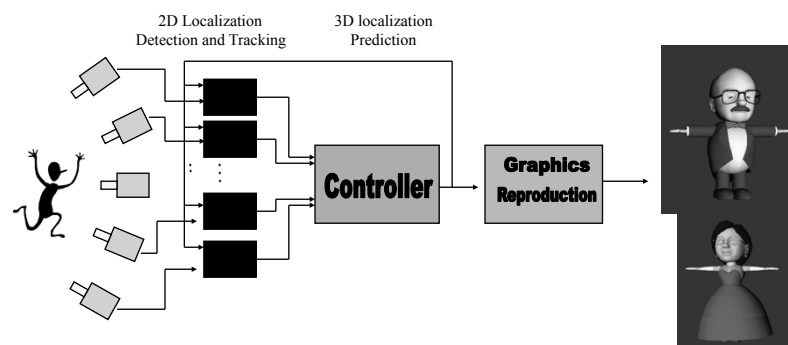 2D Localization
Detection and Tracking
3D localization
Prediction
Controller
Graphics
Reproduction